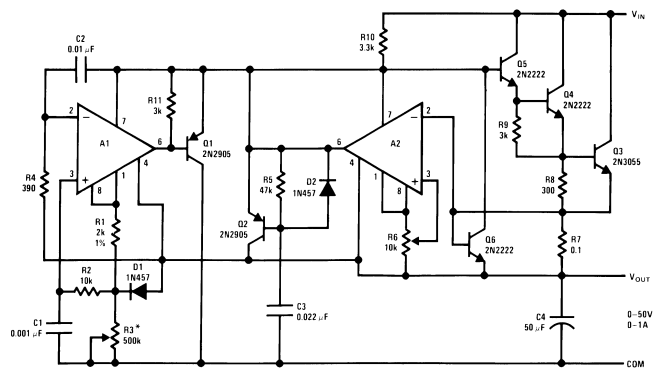 V_IN
C2
0.01 μF
R10
3.3k
Q5
2N2222
Q4
2N2222
R11
3k
Q1
2N2905
2
−
7
A1
6
3
+
8
1
4
R4
390
R1
2k
1%
R2
10k
D1
1N457
C1
0.001 μF
R3*
500k
R5
47k
D2
1N457
Q2
2N2905
C3
0.022 μF
6
7
2
−
A2
4
1
8
3
+
R6
10k
Q6
2N2222
R9
3k
Q3
2N3055
R8
300
R7
0.1
V_OUT
C4
50 μF
0-50V
0-1A
COM